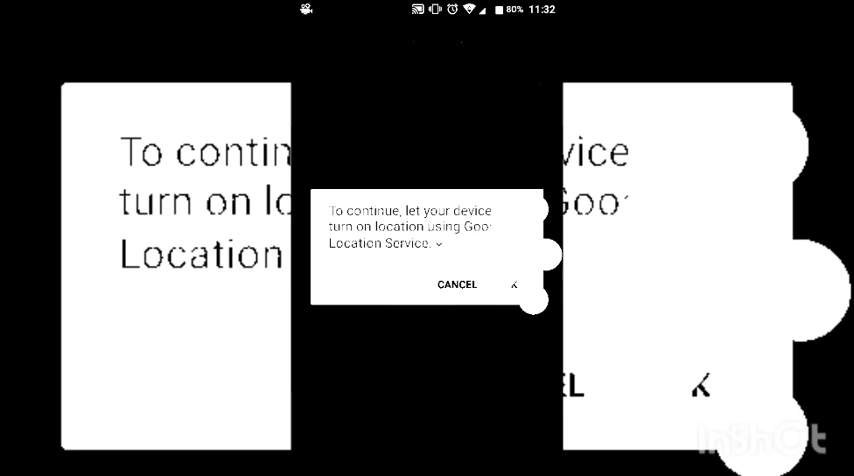 80% 11:32
To contin
turn on lo
Location
To continue, let your device
turn on location using Goo
Location Service.
CANCEL K
vice
Goo
EL K
InShOt